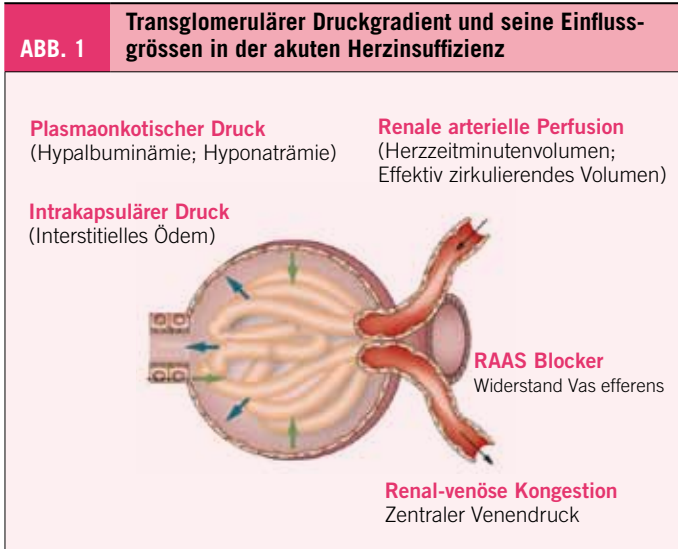 ABB. 1
Transglomerulärer Druckgradient und seine Einfluss-
grössen in der akuten Herzinsuffizienz
Plasmaonkotischer Druck
(Hypalbuminämie; Hyponaträmie)
Intrakapsulärer Druck
(Interstitielles Ödem)
Renale arterielle Perfusion
(Herzzeitminutenvolumen;
Effektiv zirkulierendes Volumen)
RAAS Blocker
Widerstand Vas efferens
Renal-venöse Kongestion
Zentraler Venendruck